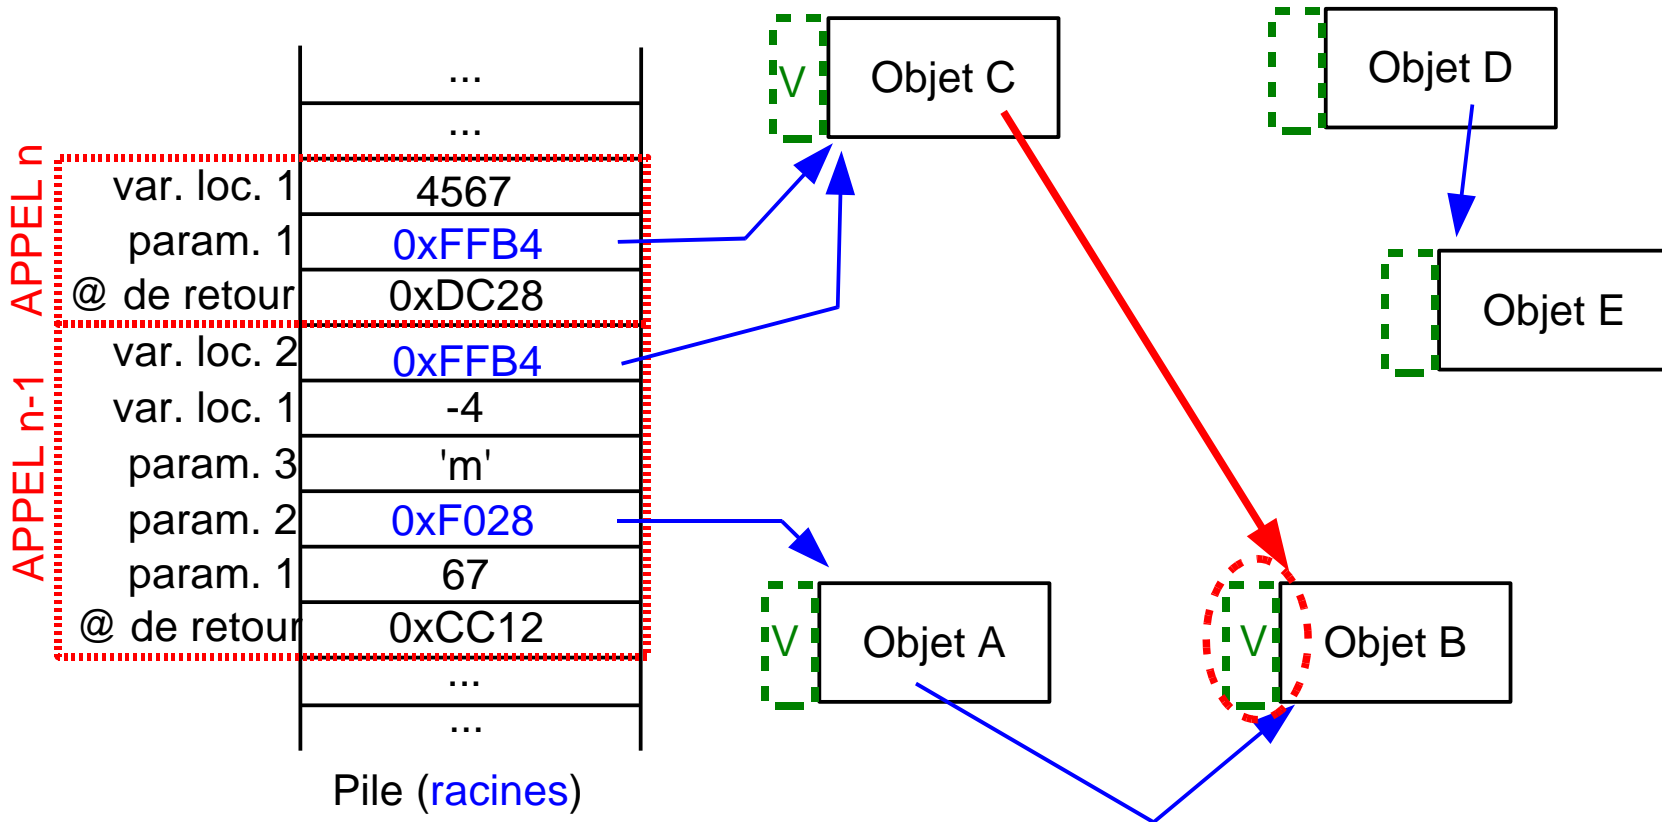 ...
...
APPEL n
var. loc. 1 4567
param. 1 0xFFB4
@ de retour 0xDC28
APPEL n-1
var. loc. 2 0xFFB4
var. loc. 1 -4
param. 3 'm'
param. 2 0xF028
param. 1 67
@ de retour 0xCC12
...
...
Pile (racines)
V Objet C
Objet D
Objet E
V Objet A
V Objet B